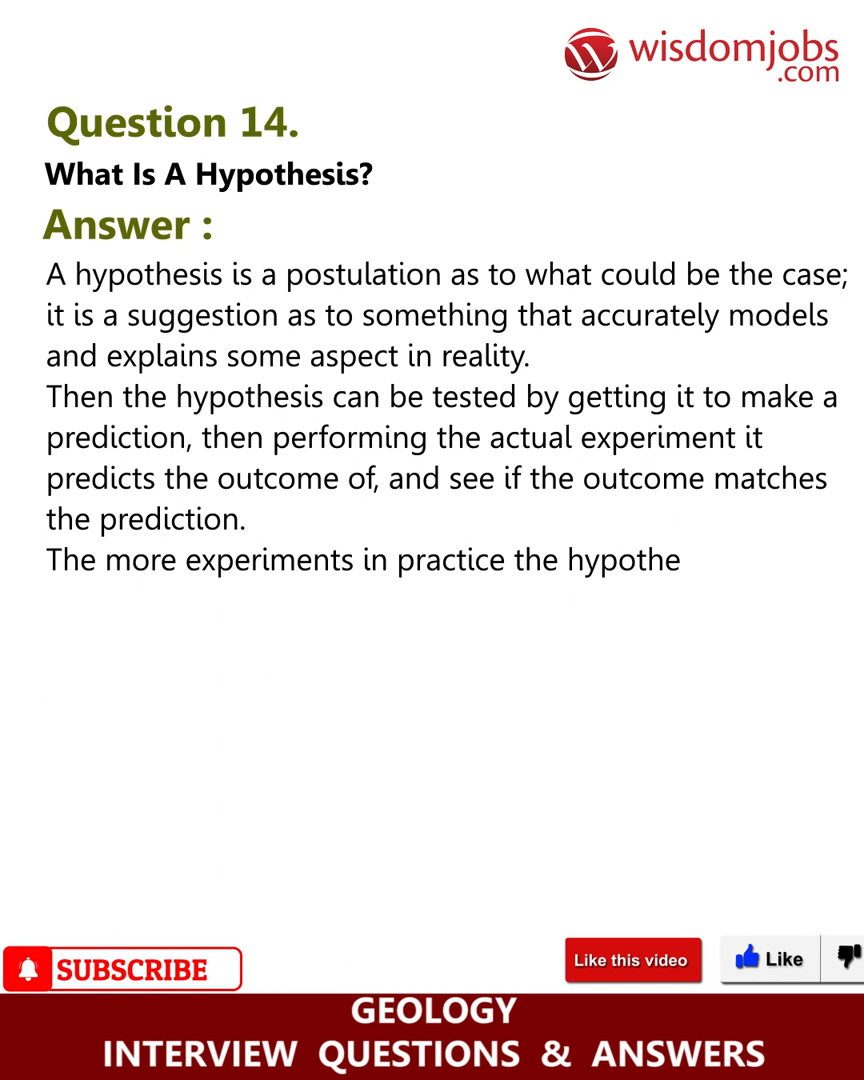 wisdomjobs
.com
Question 14.
What Is A Hypothesis?
Answer :
A hypothesis is a postulation as to what could be the case;
it is a suggestion as to something that accurately models
and explains some aspect in reality.
Then the hypothesis can be tested by getting it to make a
prediction, then performing the actual experiment it
predicts the outcome of, and see if the outcome matches
the prediction.
The more experiments in practice the hypothe
SUBSCRIBE
Like this video
Like
GEOLOGY
INTERVIEW QUESTIONS & ANSWERS